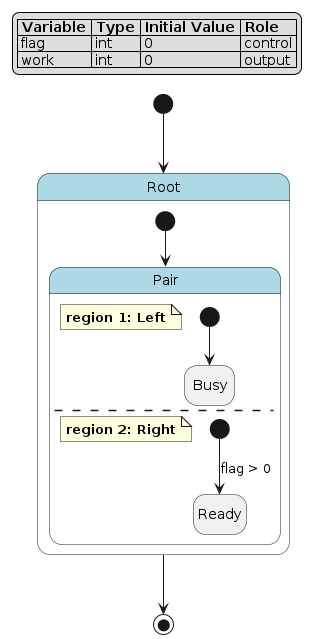 Variable Type Initial Value Role
flag int 0 control
work int 0 output
Root
Pair
region 1: Left
Busy
region 2: Right
flag > 0
Ready